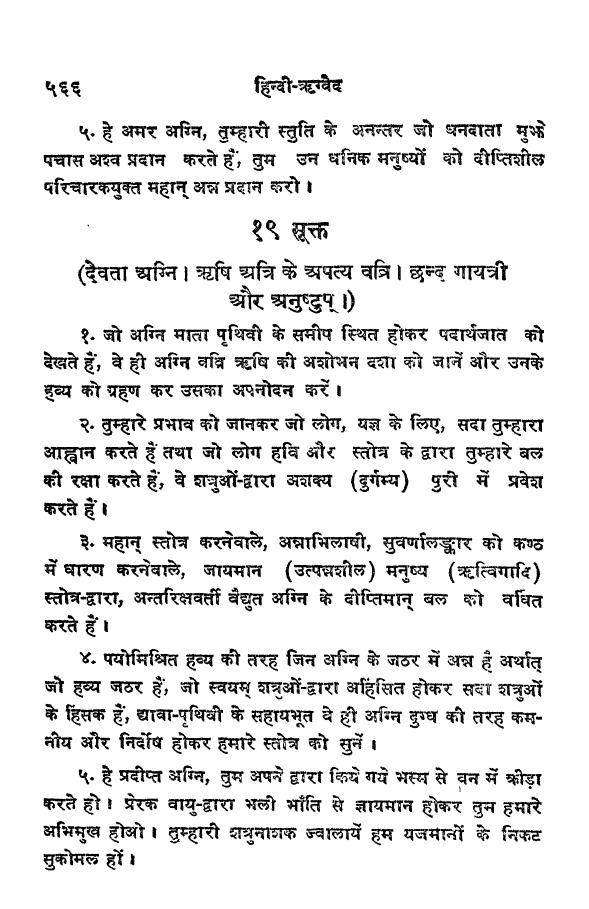 ५६६ हिन्दी-ऋग्वेद
५. हे अमर अग्नि, तुम्हारी स्तुति के अनन्तर जो धनदाता मुझे
पचास अश्व प्रदान करते हैं, तुम उन धनिक मनुष्यों को दीप्तिशील
परिचारकयुक्त महान् अन्न प्रदान करो ।
१९ सूक्त
(देवता अग्नि । ऋषि अत्रि के अपत्य वत्रि । छन्द गायत्री
और अनुष्टुप् ।)
१. जो अग्नि माता पृथिवी के समीप स्थित होकर पदार्थजात को
देखते हैं, वे ही अग्नि वव्रि ऋषि की अशोभन दशा को जानें और उनके
हव्य को ग्रहण कर उसका अपनोदन करें ।
२. तुम्हारे प्रभाव को जानकर जो लोग, यज्ञ के लिए, सदा तुम्हारा
आह्वान करते हैं तथा जो लोग हवि और स्तोत्र के द्वारा तुम्हारे बल
की रक्षा करते हैं, वे शत्रुओं-द्वारा अशक्य (दुर्गम्य) पुरी में प्रवेश
करते हैं ।
३. महान् स्तोत्र करनेवाले, अन्नाभिलाषी, सुवर्णालङ्कार को कण्ठ
में धारण करनेवाले, जायमान (उत्पन्नशील) मनुष्य (ऋत्विगादि)
स्तोत्र-द्वारा, अन्तरिक्षवर्ती वैद्युत अग्नि के दीप्तिमान् बल को वर्धित
करते हैं ।
४. पयोमिश्रित हव्य की तरह जिन अग्नि के जठर में अन्न है अर्थात्
जो हव्य जठर हैं, जो स्वयम् शत्रुओं-द्वारा अहिंसित होकर सदा शत्रुओं
के हिंसक हैं, द्यावा-पृथिवी के सहायभूत वे ही अग्नि दुग्ध की तरह कम-
नीय और निर्दोष होकर हमारे स्तोत्र को सुनें ।
५. हे प्रदीप्त अग्नि, तुम अपने द्वारा किये गये भस्म से वन में क्रीड़ा
करते हो । प्रेरक वायु-द्वारा भली भाँति से ज्ञायमान होकर तुम हमारे
अभिमुख होओ । तुम्हारी शत्रुनाशक ज्वालायें हम यजमानों के निकट
सुकोमल हों ।